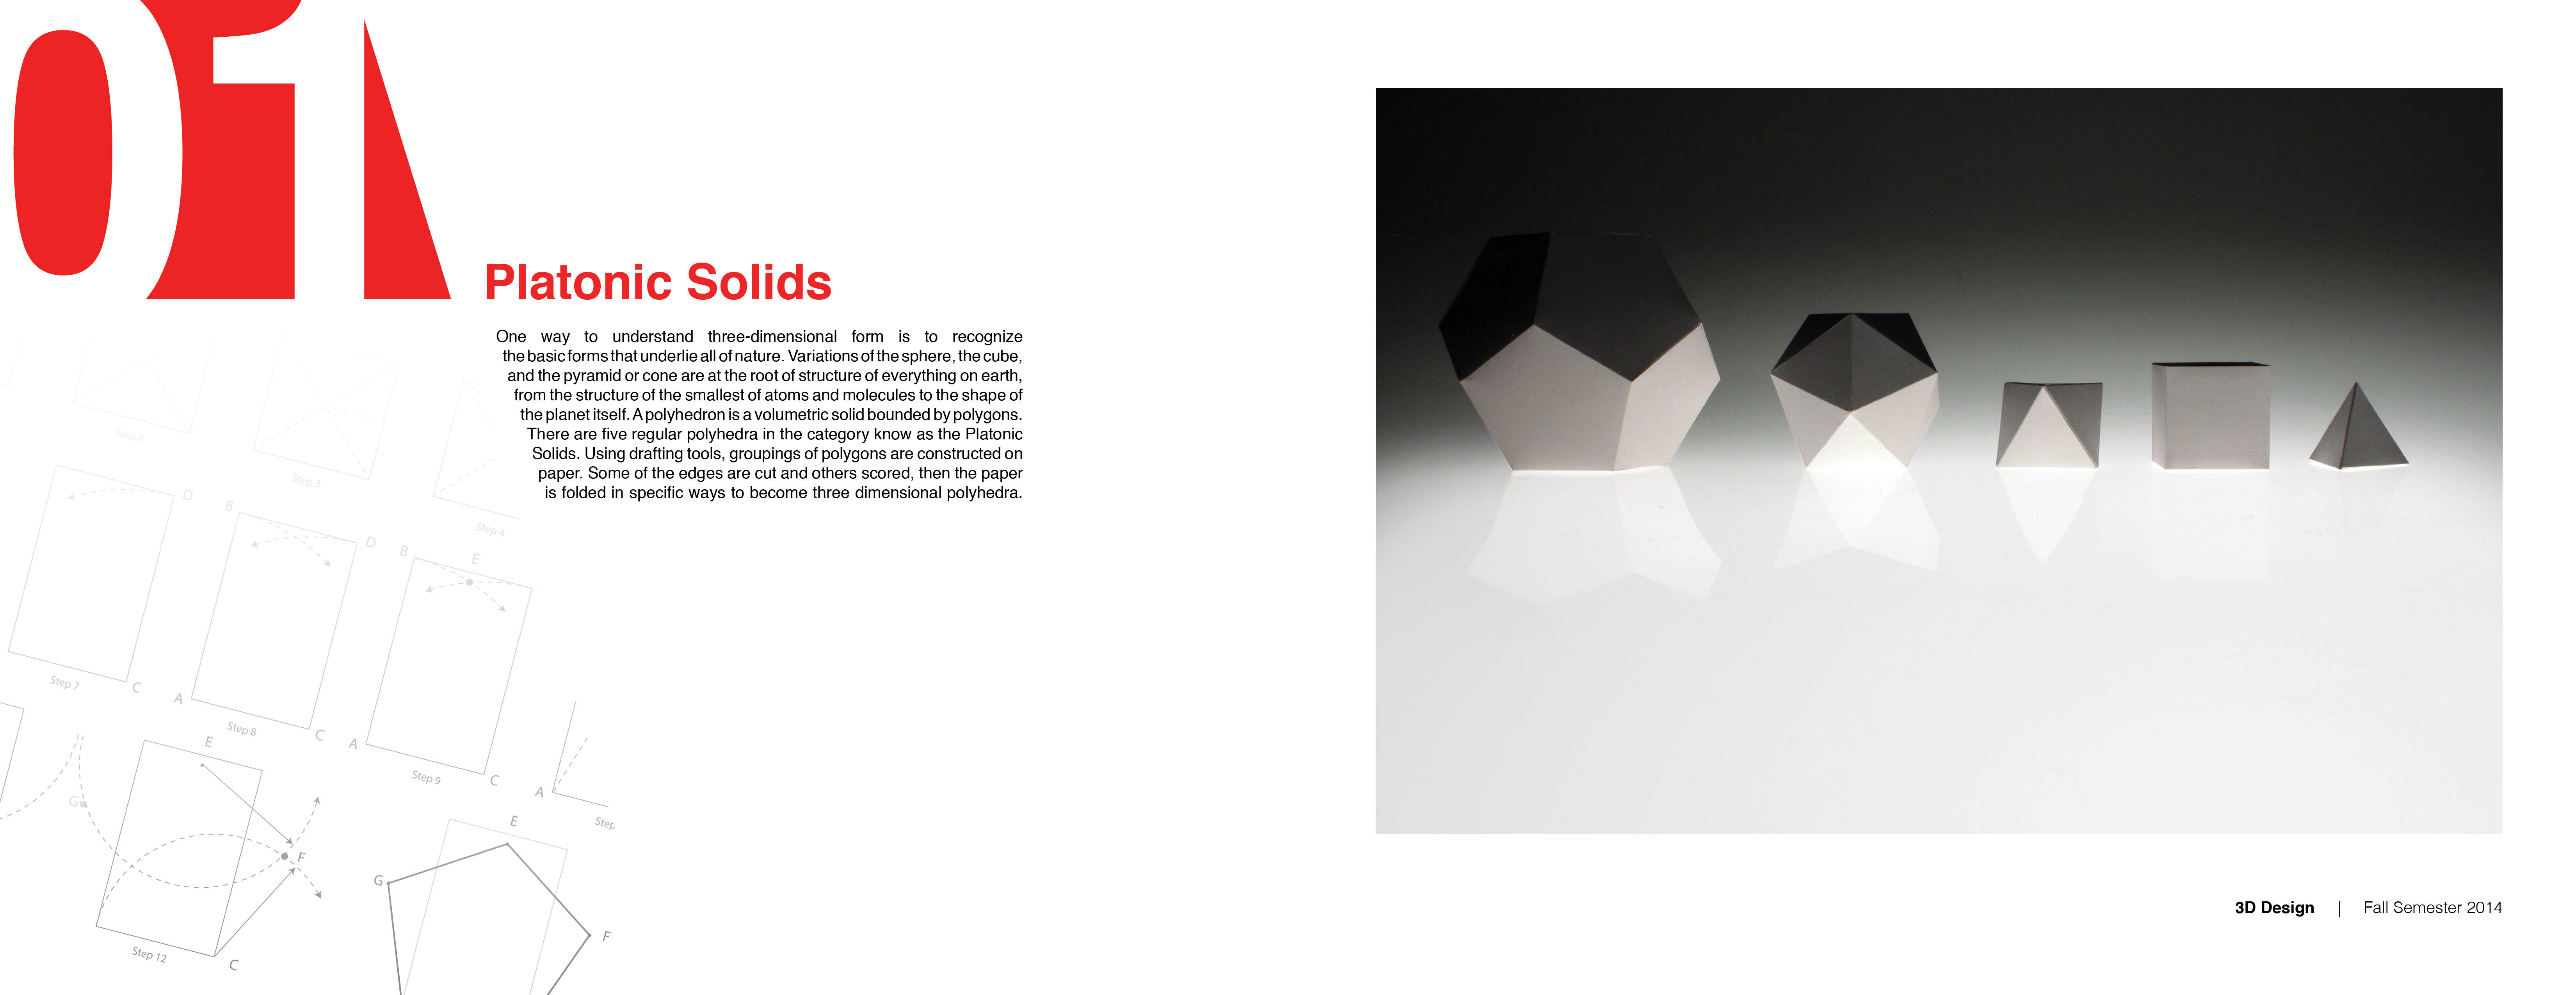 01
Platonic Solids
One way to understand three-dimensional form is to recognize
the basic forms that underlie all of nature. Variations of the sphere, the cube,
and the pyramid or cone are at the root of structure of everything on earth,
from the structure of the smallest of atoms and molecules to the shape of
the planet itself. A polyhedron is a volumetric solid bounded by polygons.
There are five regular polyhedra in the category know as the Platonic
Solids. Using drafting tools, groupings of polygons are constructed on
paper. Some of the edges are cut and others scored, then the paper
is folded in specific ways to become three dimensional polyhedra.
Step 2
Step 3
Step 4
D
B
D
B
E
Step 7
C
A
Step 8
C
A
Step 9
C
A
Step
E
G
F
Step 12
C
E
G
F
3D Design | Fall Semester 2014